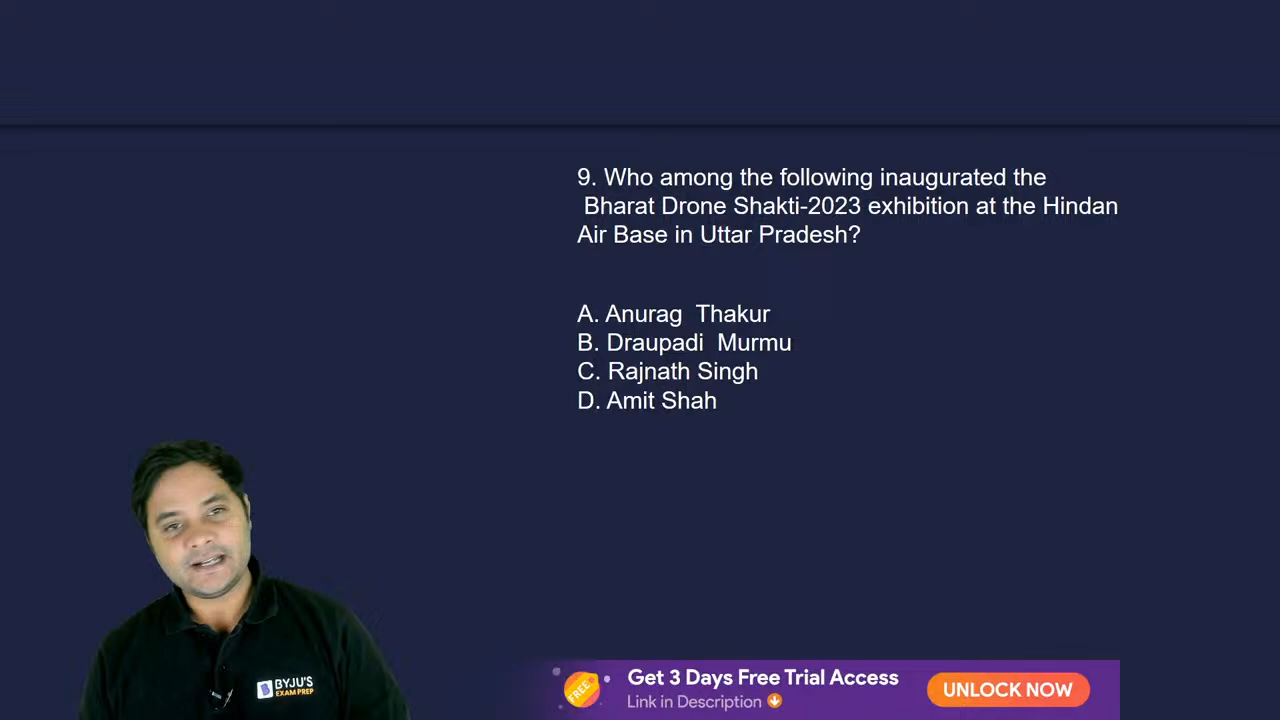 9. Who among the following inaugurated the
Bharat Drone Shakti-2023 exhibition at the Hindan
Air Base in Uttar Pradesh?
A. Anurag Thakur
B. Draupadi Murmu
C. Rajnath Singh
D. Amit Shah
BYJU'S
EXAM PREP
FREE
Get 3 Days Free Trial Access
Link in Description
UNLOCK NOW